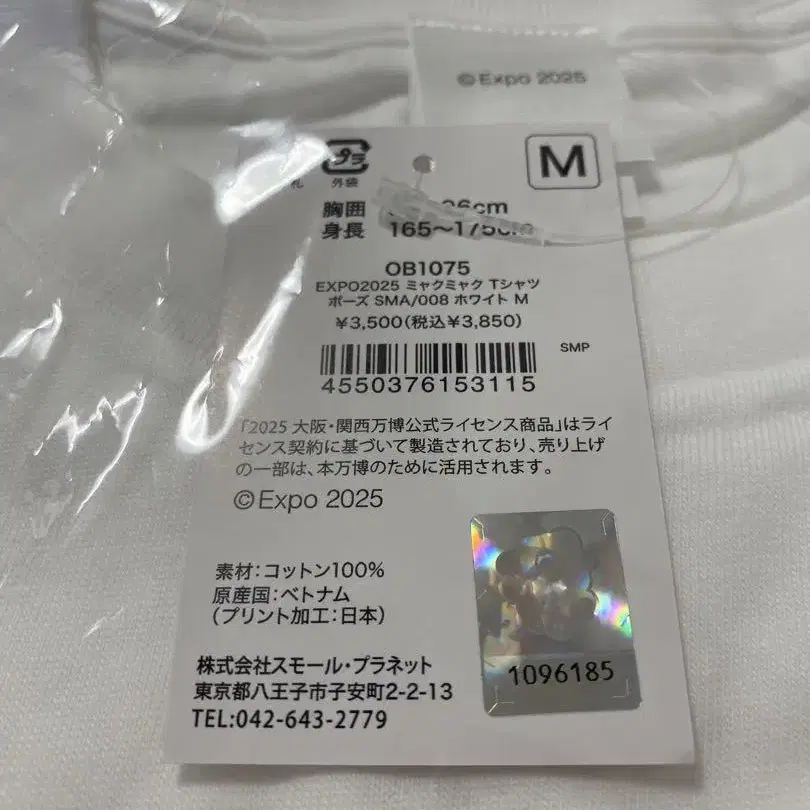 ©Expo 2025
M
プラ
札
外袋
胸囲 6cm
身長 165~175cm
OB1075
EXPO2025 ミャクミャク Tシャツ
ポーズ SMA/008 ホワイト M
¥3,500(税込¥3,850)
SMP
4550376153115
「2025 大阪・関西万博公式ライセンス商品」はライ
センス契約に基づいて製造されており、売り上げ
の一部は、本万博のために活用されます。
©Expo 2025
素材:コットン100%
原産国:ベトナム
(プリント加工:日本)
1096185
株式会社スモール・プラネット
東京都八王子市子安町2-2-13
TEL:042-643-2779